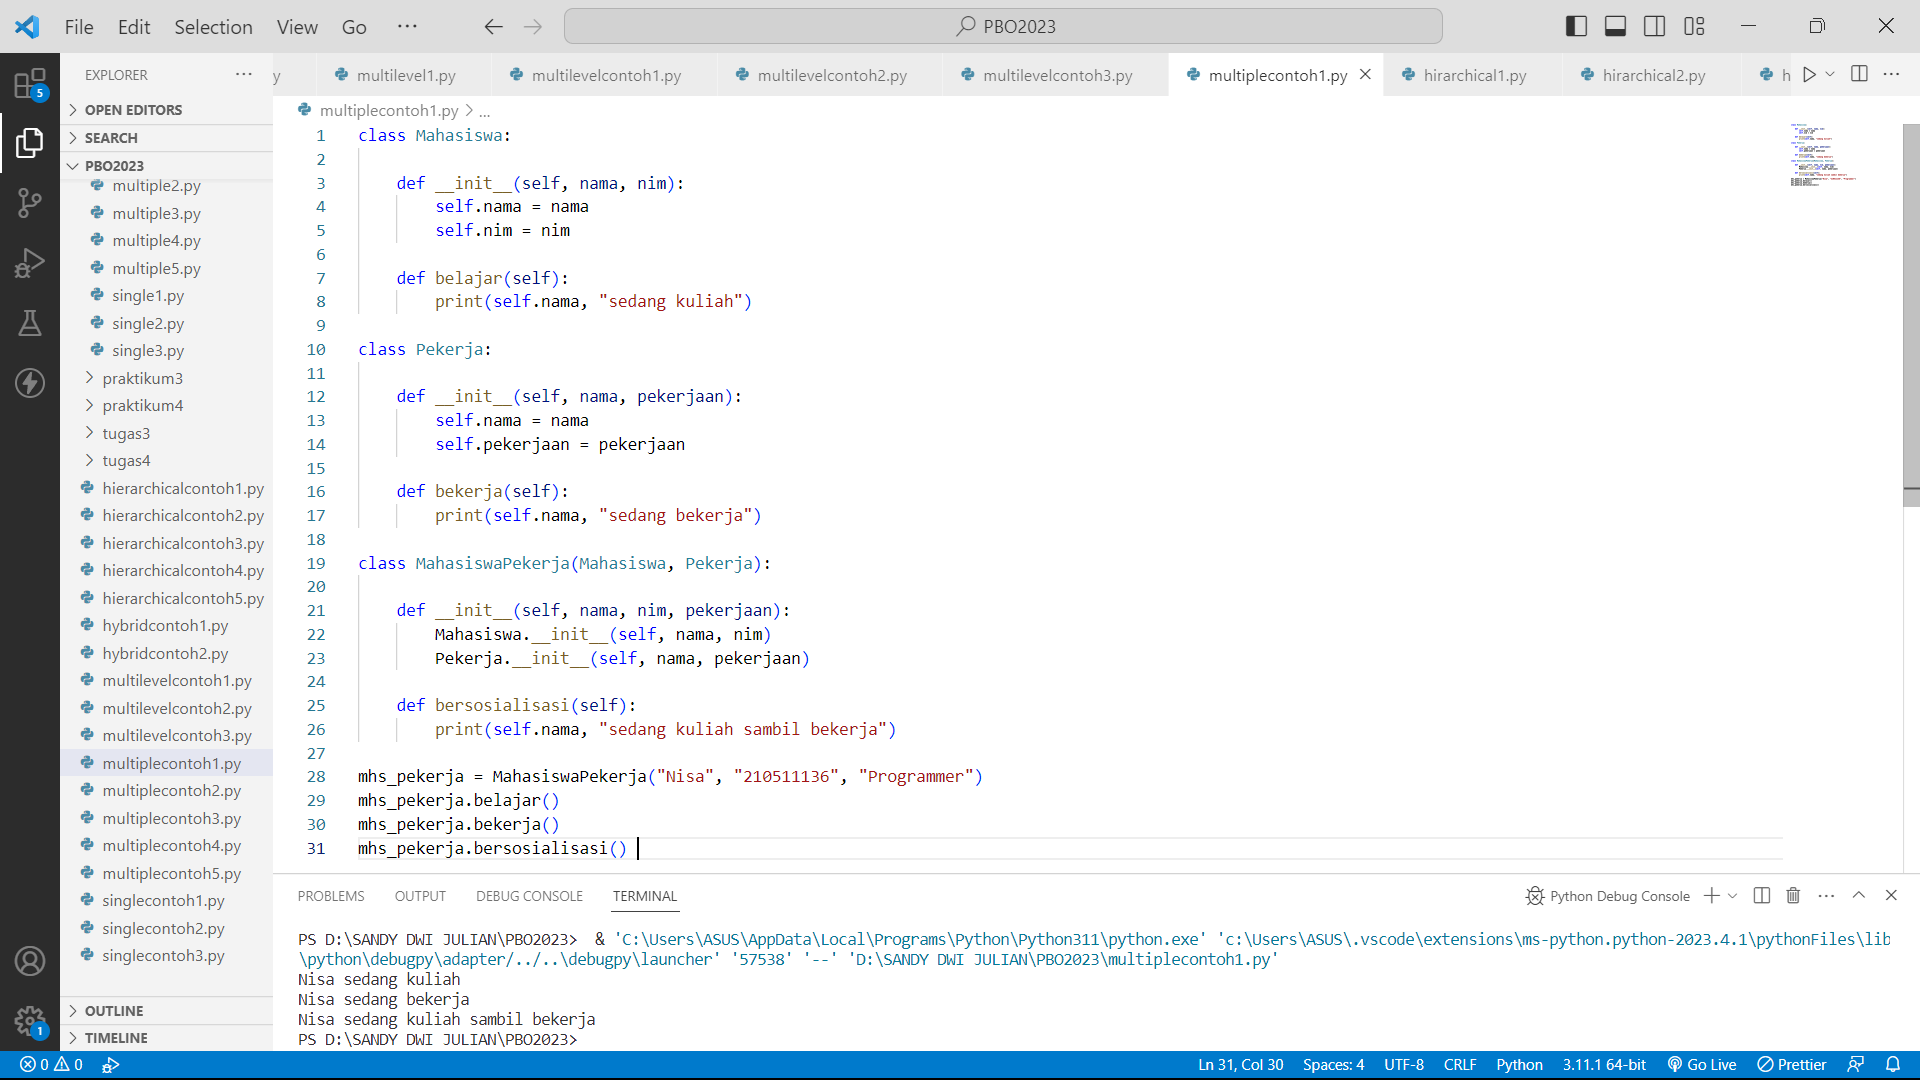 File Edit Selection View Go ··· PBO2023
EXPLORER ···
y multilevel1.py multilevelcontoh1.py multilevelcontoh2.py multilevelcontoh3.py multiplecontoh1.py hirarchical1.py hirarchical2.py h ···
5
OPEN EDITORS
SEARCH
PBO2023
multiple2.py
multiple3.py
multiple4.py
multiple5.py
single1.py
single2.py
single3.py
praktikum3
praktikum4
tugas3
tugas4
hierarchicalcontoh1.py
hierarchicalcontoh2.py
hierarchicalcontoh3.py
hierarchicalcontoh4.py
hierarchicalcontoh5.py
hybridcontoh1.py
hybridcontoh2.py
multilevelcontoh1.py
multilevelcontoh2.py
multilevelcontoh3.py
multiplecontoh1.py
multiplecontoh2.py
multiplecontoh3.py
multiplecontoh4.py
multiplecontoh5.py
singlecontoh1.py
singlecontoh2.py
singlecontoh3.py
OUTLINE
TIMELINE
1
multiplecontoh1.py > ...
1 class Mahasiswa:
2
3 def __init__(self, nama, nim):
4 self.nama = nama
5 self.nim = nim
6
7 def belajar(self):
8 print(self.nama, "sedang kuliah")
9
10 class Pekerja:
11
12 def __init__(self, nama, pekerjaan):
13 self.nama = nama
14 self.pekerjaan = pekerjaan
15
16 def bekerja(self):
17 print(self.nama, "sedang bekerja")
18
19 class MahasiswaPekerja(Mahasiswa, Pekerja):
20
21 def __init__(self, nama, nim, pekerjaan):
22 Mahasiswa.__init__(self, nama, nim)
23 Pekerja.__init__(self, nama, pekerjaan)
24
25 def bersosialisasi(self):
26 print(self.nama, "sedang kuliah sambil bekerja")
27
28 mhs_pekerja = MahasiswaPekerja("Nisa", "210511136", "Programmer")
29 mhs_pekerja.belajar()
30 mhs_pekerja.bekerja()
31 mhs_pekerja.bersosialisasi()
PROBLEMS OUTPUT DEBUG CONSOLE TERMINAL Python Debug Console ···
PS D:\SANDY DWI JULIAN\PBO2023> & 'C:\Users\ASUS\AppData\Local\Programs\Python\Python311\python.exe' 'c:\Users\ASUS\.vscode\extensions\ms-python.python-2023.4.1\pythonFiles\lib
\python\debugpy\adapter/../..\debugpy\launcher' '57538' '--' 'D:\SANDY DWI JULIAN\PBO2023\multiplecontoh1.py'
Nisa sedang kuliah
Nisa sedang bekerja
Nisa sedang kuliah sambil bekerja
PS D:\SANDY DWI JULIAN\PBO2023>
0 0 Ln 31, Col 30 Spaces: 4 UTF-8 CRLF Python 3.11.1 64-bit Go Live Prettier